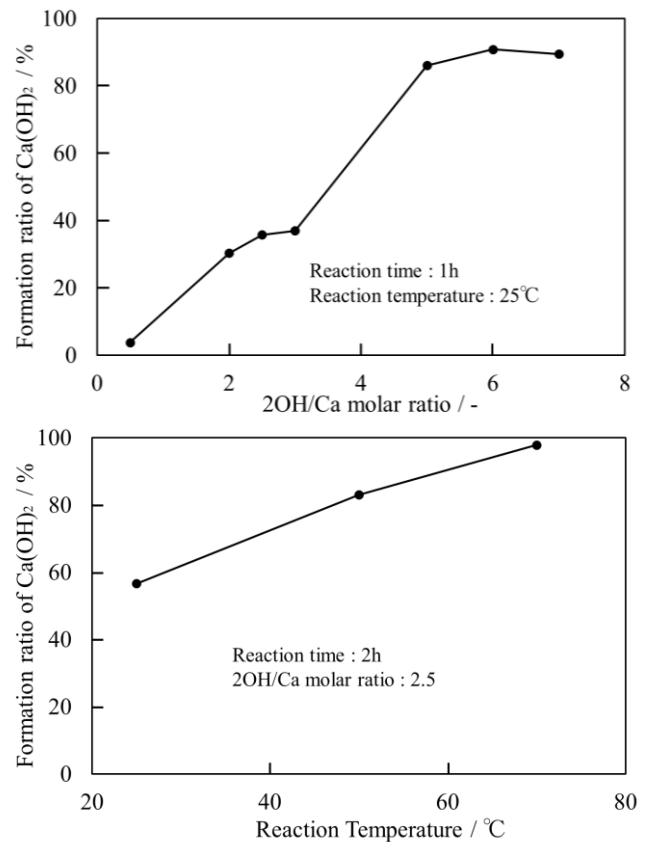 Formation ratio of Ca(OH)₂ / %
100
80
60
40
20
0
Reaction time : 1h
Reaction temperature : 25℃
0 2 4 6 8
2OH/Ca molar ratio / -
Formation ratio of Ca(OH)₂ / %
100
80
60
40
20
0
Reaction time : 2h
2OH/Ca molar ratio : 2.5
20 40 60 80
Reaction Temperature / ℃